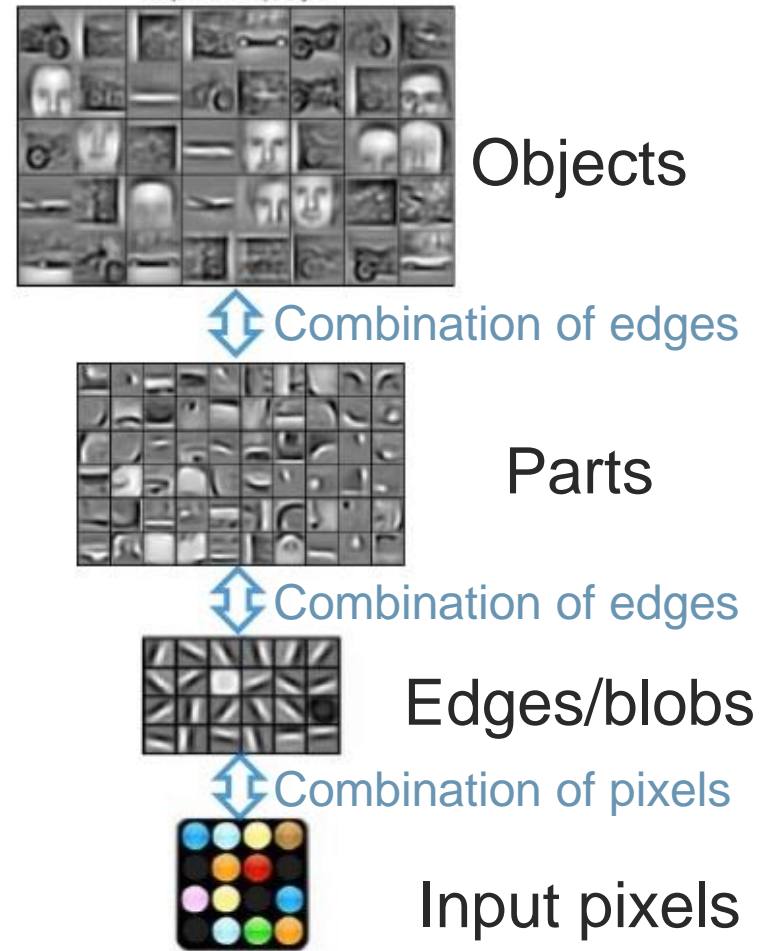 Objects
Combination of edges
Parts
Combination of edges
Edges/blobs
Combination of pixels
Input pixels